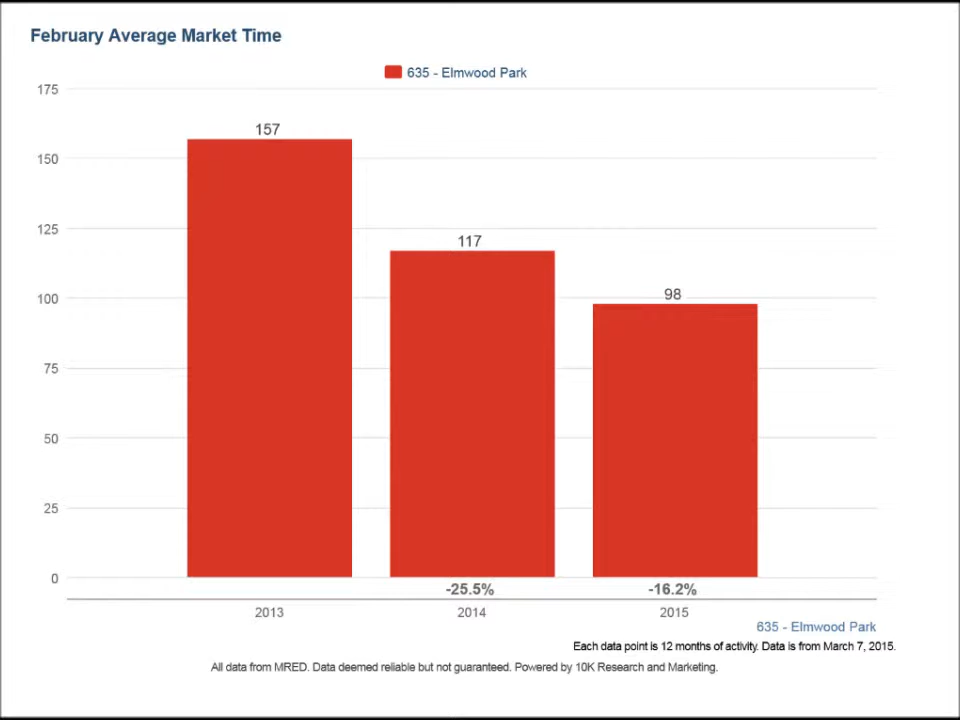 February Average Market Time
635 - Elmwood Park
175
157
150
125
117
100
98
75
50
25
0
-25.5% -16.2%
2013 2014 2015
635 - Elmwood Park
Each data point is 12 months of activity. Data is from March 7, 2015.
All data from MRED. Data deemed reliable but not guaranteed. Powered by 10K Research and Marketing.